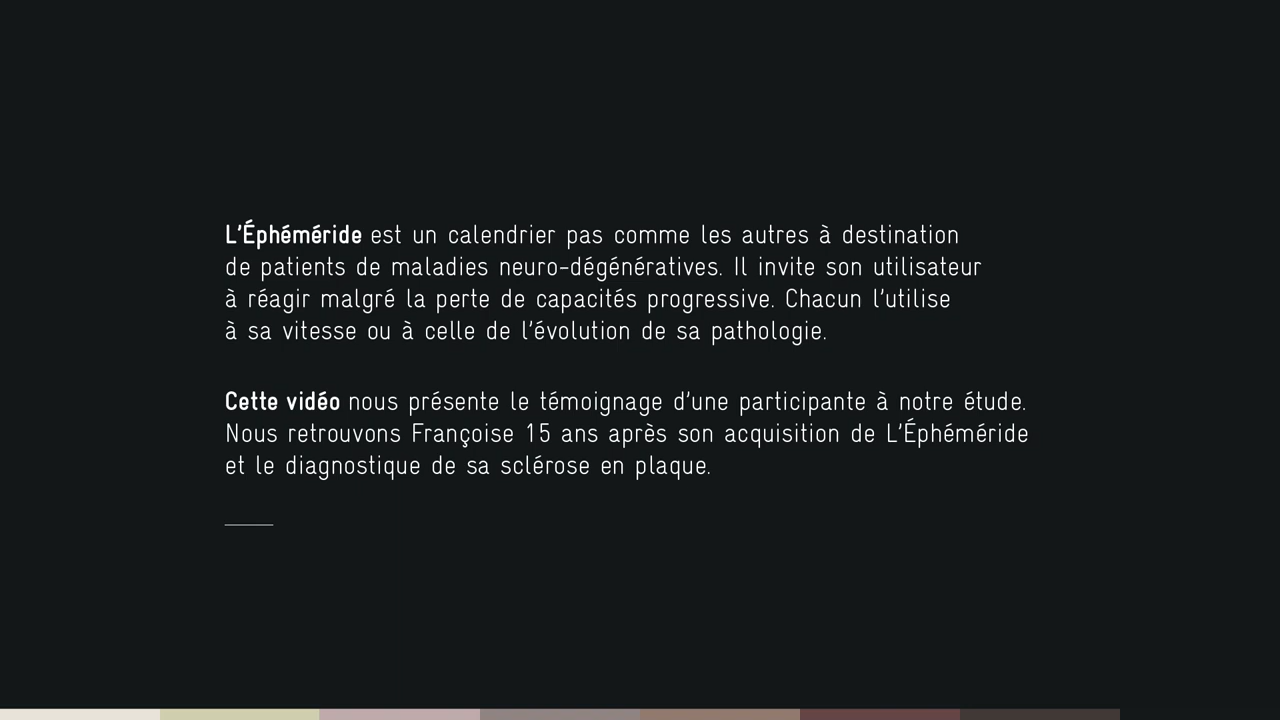 L'Éphéméride est un calendrier pas comme les autres à destination
de patients de maladies neuro-dégénératives. Il invite son utilisateur
à réagir malgré la perte de capacités progressive. Chacun l'utilise
à sa vitesse ou à celle de l'évolution de sa pathologie.
Cette vidéo nous présente le témoignage d'une participante à notre étude.
Nous retrouvons Françoise 15 ans après son acquisition de L'Éphéméride
et le diagnostique de sa sclérose en plaque.